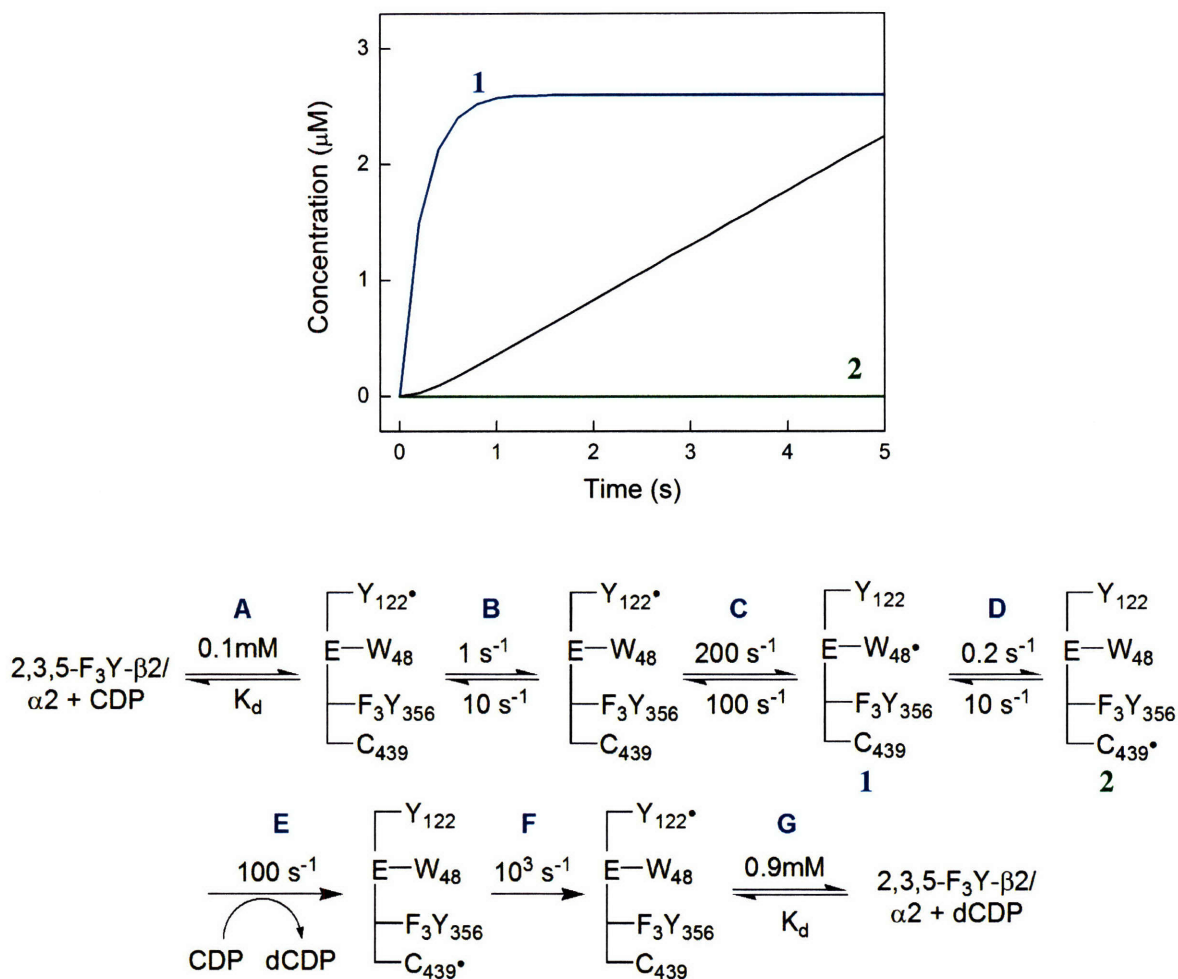 3
2
1
0
Concentration (μM)
1
2
0 1 2 3 4 5
Time (s)
A B C D
Y122• Y122• Y122 Y122
2,3,5-F3Y-β2/ 0.1mM E W48 1 s-1 E W48 200 s-1 E W48• 0.2 s-1 E W48
α2 + CDP Kd 10 s-1 100 s-1 10 s-1
F3Y356 F3Y356 F3Y356 F3Y356
C439 C439 C439 C439•
1 2
E F G
Y122 Y122•
100 s-1 E W48 10^3 s-1 E W48 0.9mM 2,3,5-F3Y-β2/
Kd α2 + dCDP
F3Y356 F3Y356
CDP dCDP C439• C439